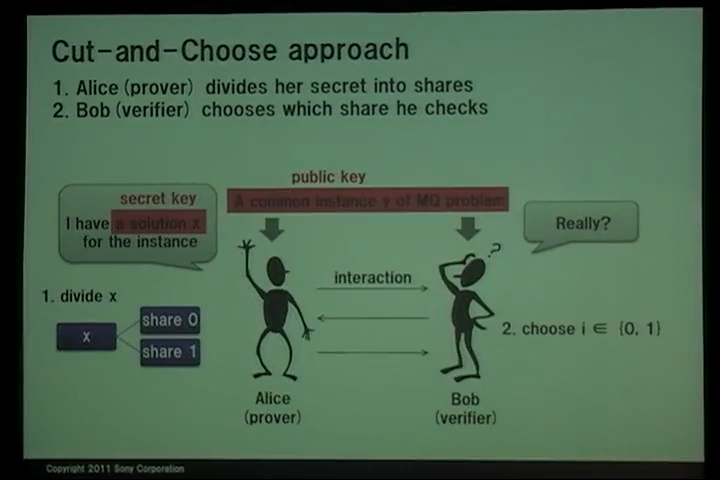 Cut-and-Choose approach
1. Alice (prover) divides her secret into shares
2. Bob (verifier) chooses which share he checks
public key
A common instance y of MQ problem
secret key
I have a solution x
for the instance
Really?
?
interaction
1. divide x
x
share 0
share 1
2. choose i ∈ {0, 1}
Alice
(prover)
Bob
(verifier)
Copyright 2011 Sony Corporation